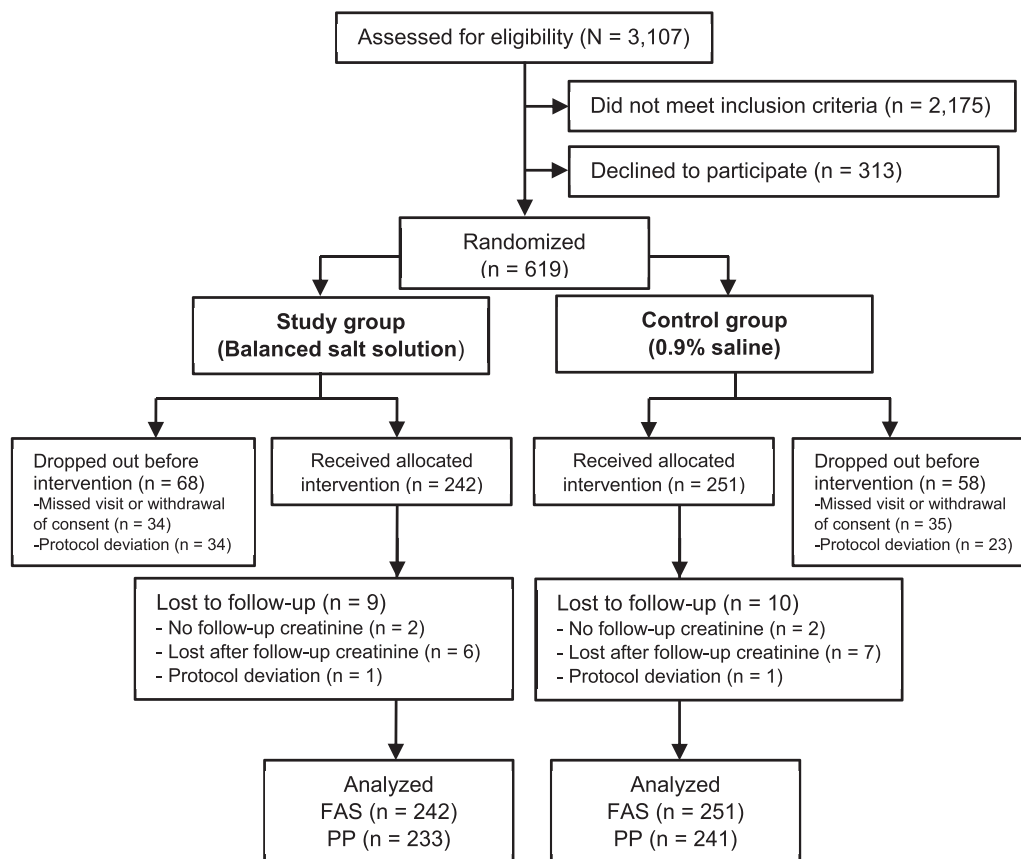 Assessed for eligibility (N = 3,107)
Did not meet inclusion criteria (n = 2,175)
Declined to participate (n = 313)
Randomized
(n = 619)
Study group
(Balanced salt solution)
Control group
(0.9% saline)
Dropped out before
intervention (n = 68)
-Missed visit or withdrawal
of consent (n = 34)
-Protocol deviation (n = 34)
Received allocated
intervention (n = 242)
Received allocated
intervention (n = 251)
Dropped out before
intervention (n = 58)
-Missed visit or withdrawal
of consent (n = 35)
-Protocol deviation (n = 23)
Lost to follow-up (n = 9)
- No follow-up creatinine (n = 2)
- Lost after follow-up creatinine (n = 6)
- Protocol deviation (n = 1)
Lost to follow-up (n = 10)
- No follow-up creatinine (n = 2)
- Lost after follow-up creatinine (n = 7)
- Protocol deviation (n = 1)
Analyzed
FAS (n = 242)
PP (n = 233)
Analyzed
FAS (n = 251)
PP (n = 241)